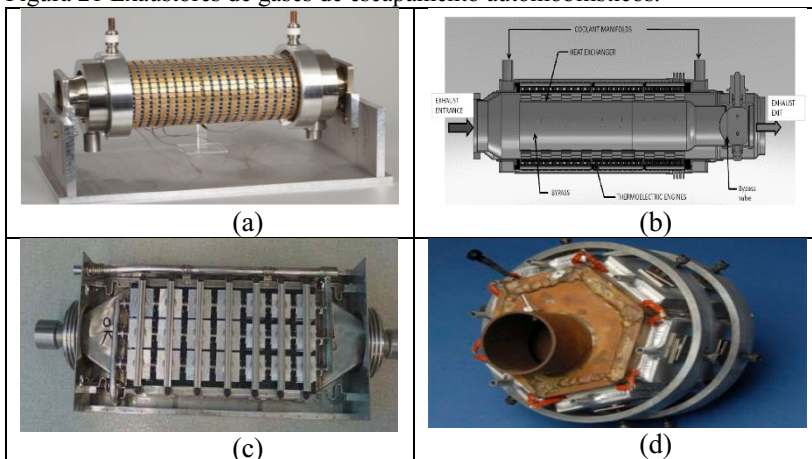 Figura 21 Exaustores de gases de escapamento automobilísticos.
COOLANT MANIFOLDS
HEAT EXCHANGER
EXHAUST
ENTRANCE
EXHAUST
EXIT
BYPASS
THERMOELECTRIC ENGINES
Bypass
valve
(a)
(b)
(c)
(d)